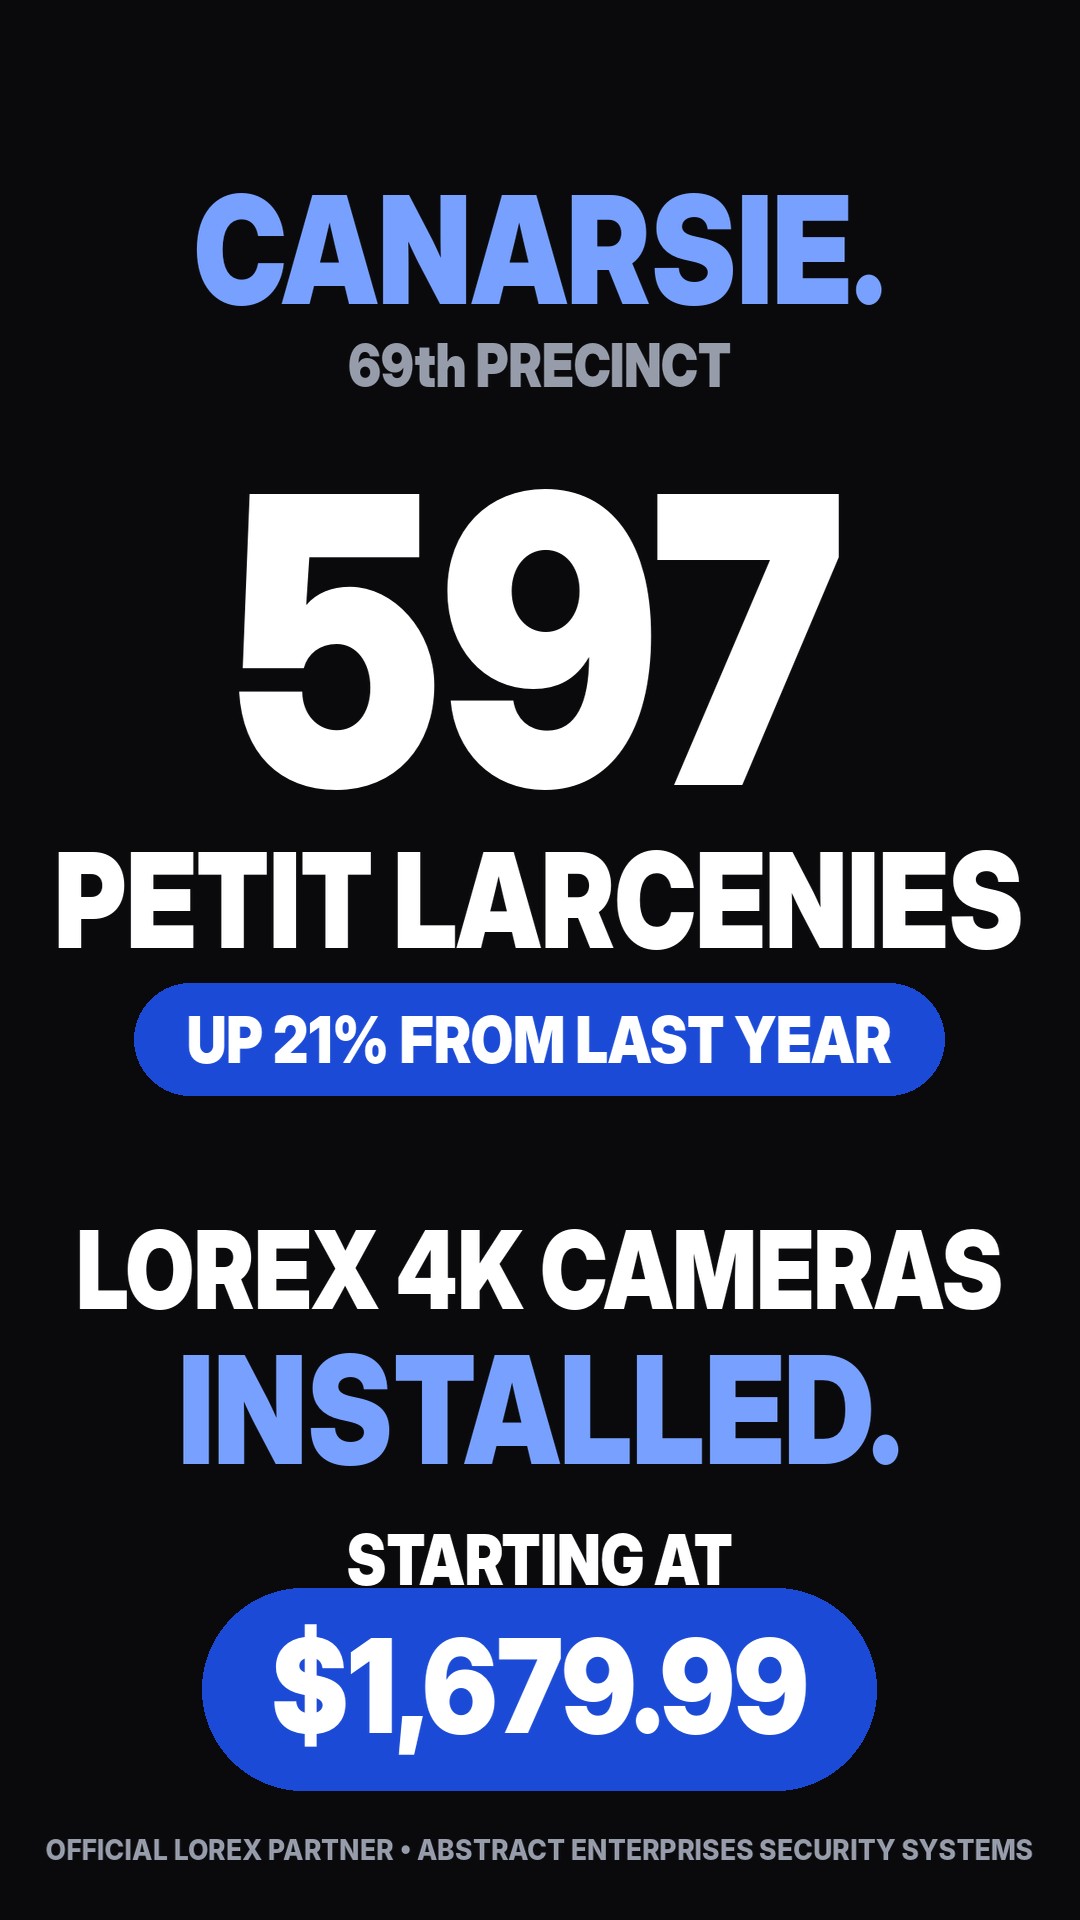 CANARSIE.
69th PRECINCT
597
PETIT LARCENIES
UP 21% FROM LAST YEAR
LOREX 4K CAMERAS
INSTALLED.
STARTING AT
$1,679.99
OFFICIAL LOREX PARTNER • ABSTRACT ENTERPRISES SECURITY SYSTEMS